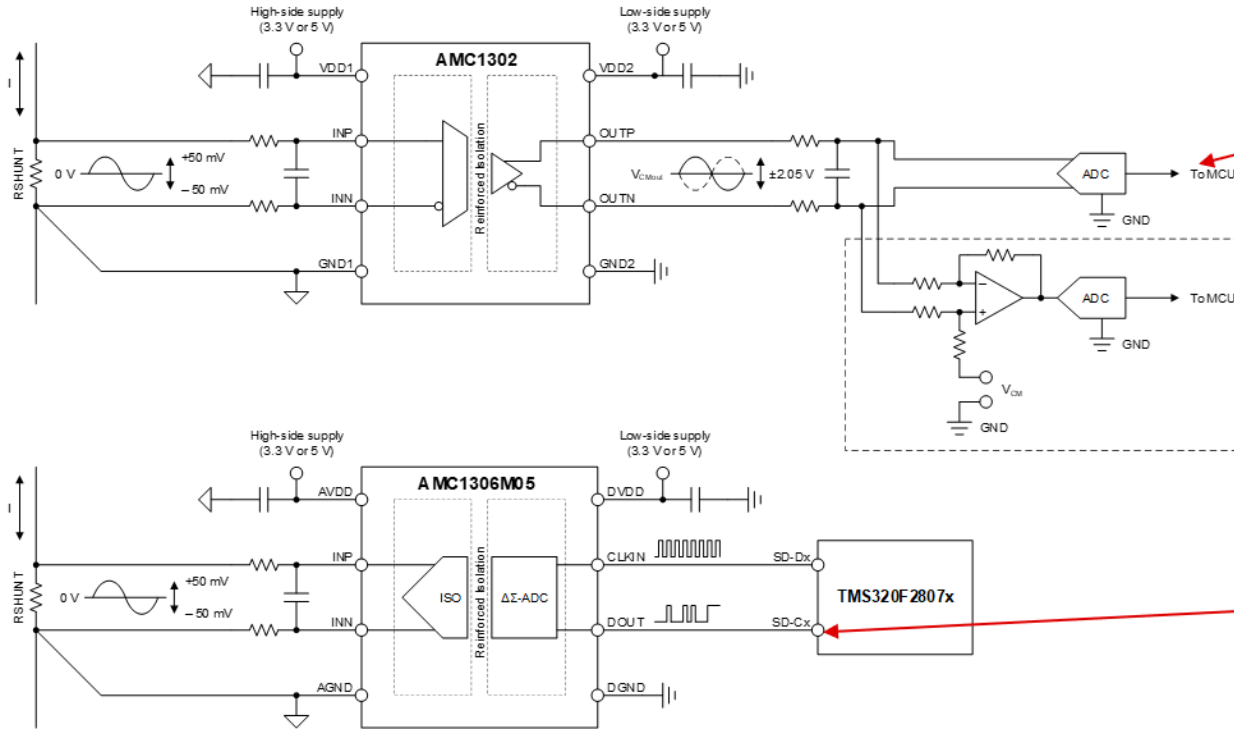 High-side supply
(3.3 V or 5 V)
Low-side supply
(3.3 V or 5 V)
AMC1302
VDD1
VDD2
I
INP
OUTP
RSHUNT
0 V
+50 mV
– 50 mV
Reinforced Isolation
VCMout
±2.05 V
ADC
To MCU
INN
OUTN
GND
GND1
GND2
–
+
ADC
To MCU
GND
VCM
GND
High-side supply
(3.3 V or 5 V)
Low-side supply
(3.3 V or 5 V)
AMC1306M05
AVDD
DVDD
I
INP
CLKIN
SD-Dx
RSHUNT
0 V
+50 mV
– 50 mV
ISO
Reinforced Isolation
ΔΣ-ADC
TMS320F2807x
INN
DOUT
SD-Cx
AGND
DGND